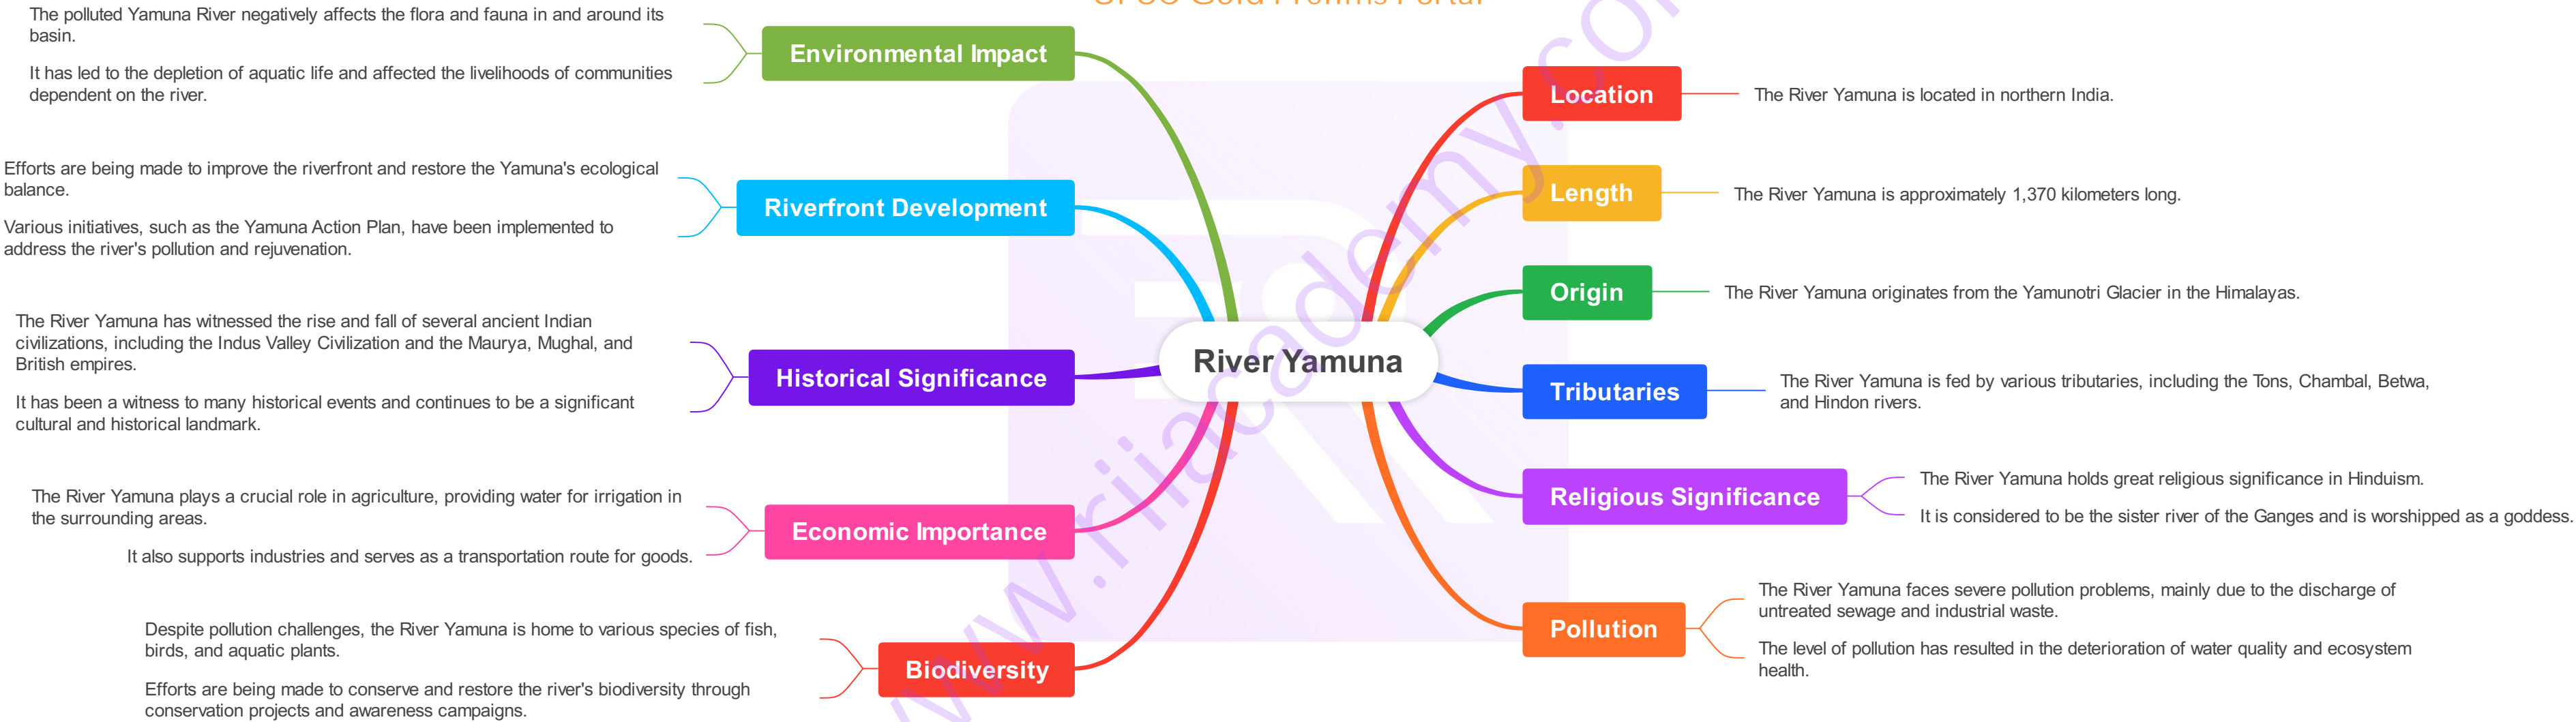 The polluted Yamuna River negatively affects the flora and fauna in and around its
basin.
It has led to the depletion of aquatic life and affected the livelihoods of communities
dependent on the river.
Environmental Impact
Efforts are being made to improve the riverfront and restore the Yamuna's ecological
balance.
Various initiatives, such as the Yamuna Action Plan, have been implemented to
address the river's pollution and rejuvenation.
Riverfront Development
The River Yamuna has witnessed the rise and fall of several ancient Indian
civilizations, including the Indus Valley Civilization and the Maurya, Mughal, and
British empires.
It has been a witness to many historical events and continues to be a significant
cultural and historical landmark.
Historical Significance
The River Yamuna plays a crucial role in agriculture, providing water for irrigation in
the surrounding areas.
It also supports industries and serves as a transportation route for goods.
Economic Importance
Despite pollution challenges, the River Yamuna is home to various species of fish,
birds, and aquatic plants.
Efforts are being made to conserve and restore the river's biodiversity through
conservation projects and awareness campaigns.
Biodiversity
River Yamuna
Location
The River Yamuna is located in northern India.
Length
The River Yamuna is approximately 1,370 kilometers long.
Origin
The River Yamuna originates from the Yamunotri Glacier in the Himalayas.
Tributaries
The River Yamuna is fed by various tributaries, including the Tons, Chambal, Betwa,
and Hindon rivers.
Religious Significance
The River Yamuna holds great religious significance in Hinduism.
It is considered to be the sister river of the Ganges and is worshipped as a goddess.
Pollution
The River Yamuna faces severe pollution problems, mainly due to the discharge of
untreated sewage and industrial waste.
The level of pollution has resulted in the deterioration of water quality and ecosystem
health.